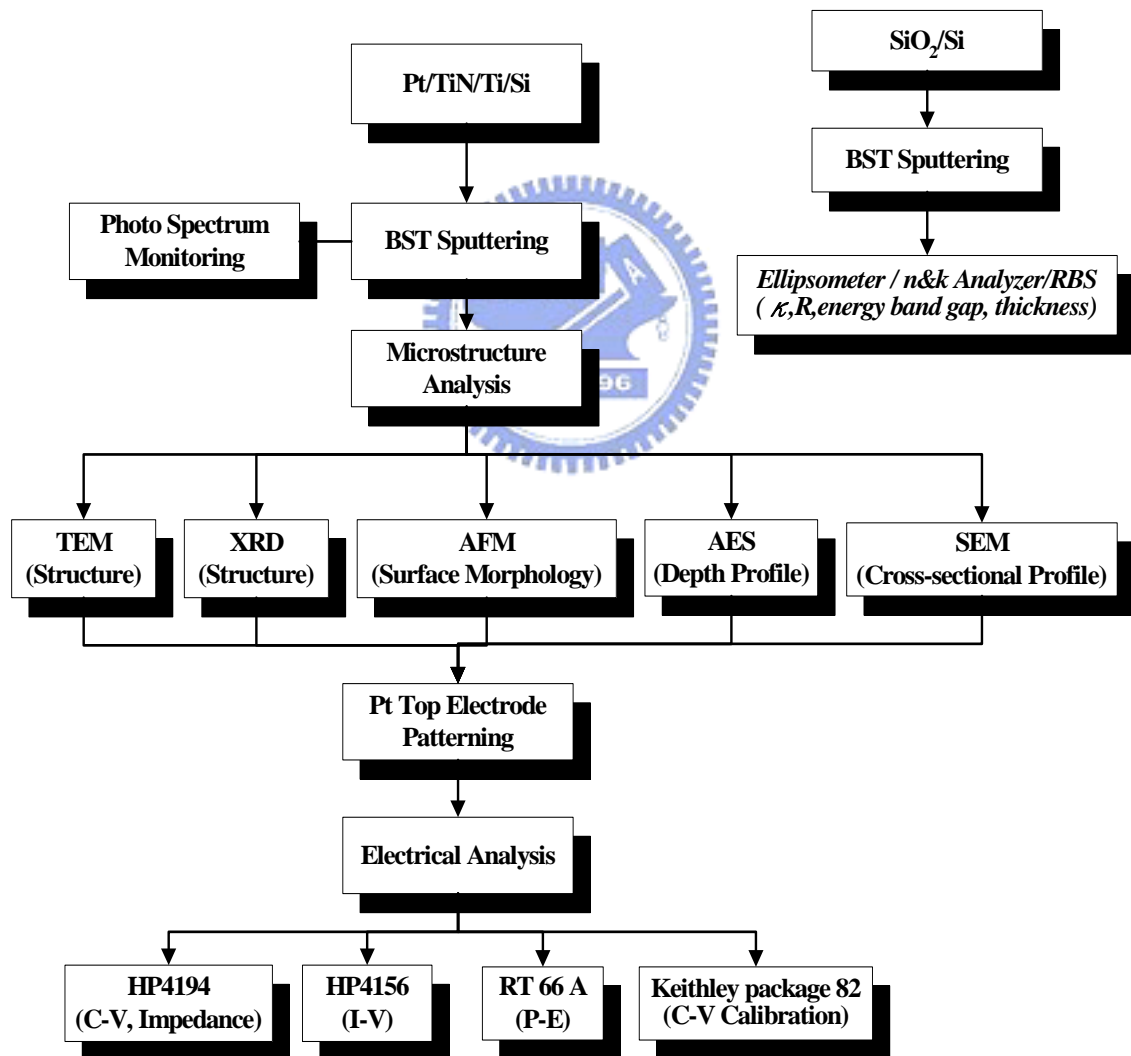 Pt/TiN/Ti/Si
SiO₂/Si
BST Sputtering
Photo Spectrum
Monitoring
BST Sputtering
Ellipsometer / n&k Analyzer/RBS
( κ,R,energy band gap, thickness)
Microstructure
Analysis
96
TEM
(Structure)
XRD
(Structure)
AFM
(Surface Morphology)
AES
(Depth Profile)
SEM
(Cross-sectional Profile)
Pt Top Electrode
Patterning
Electrical Analysis
HP4194
(C-V, Impedance)
HP4156
(I-V)
RT 66 A
(P-E)
Keithley package 82
(C-V Calibration)